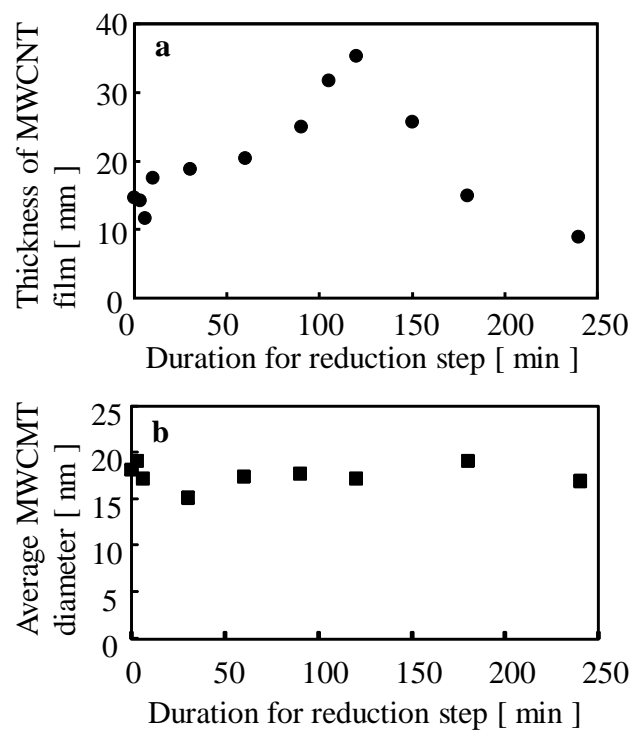 a
Thickness of MWCNT
film [ mm ]
40
30
20
10
0
0 50 100 150 200 250
Duration for reduction step [ min ]
b
Average MWCMT
diameter [ nm ]
25
20
15
10
5
0
0 50 100 150 200 250
Duration for reduction step [ min ]